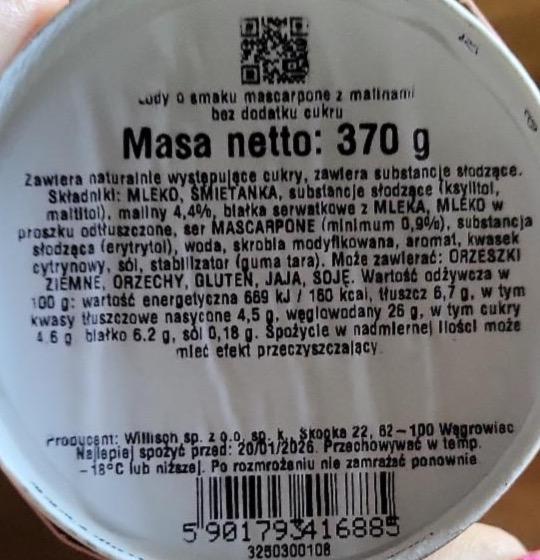 Lody o smaku mascarpone z malinami
bez dodatku cukru
Masa netto: 370 g
Zawiera naturalnie występujące cukry, zawiera substancje słodzące.
Składniki: MLEKO, ŚMIETANKA, substancje słodzące (ksylitol,
maltitol), maliny 4,4%, białka serwatkowe z MLEKA, MLEKO w
proszku odtłuszczone, ser MASCARPONE (minimum 0,9%), substancja
słodząca (erytrytol), woda, skrobia modyfikowana, aromat, kwasek
cytrynowy, sól, stabilizator (guma tara). Może zawierać: ORZESZKI
ZIEMNE, ORZECHY, GLUTEN, JAJA, SOJĘ. Wartość odżywcza w
100 g: wartość energetyczna 669 kJ / 160 kcal, tłuszcz 6,7 g, w tym
kwasy tłuszczowe nasycone 4,5 g, węglowodany 26 g, w tym cukry
4.6 g białko 6.2 g, sól 0,18 g. Spożycie w nadmiernej ilości może
mieć efekt przeczyszczający.
Producent: Willisch sp. z o.o. sp. k. Skoki, 22, 62-100 Wągrowiec
Najlepiej spożyć przed: 20/01/2026. Przechowywać w temp.
-18°C lub niższej. Po rozmrożeniu nie zamrażać ponownie
5 901793 416885
3250300108